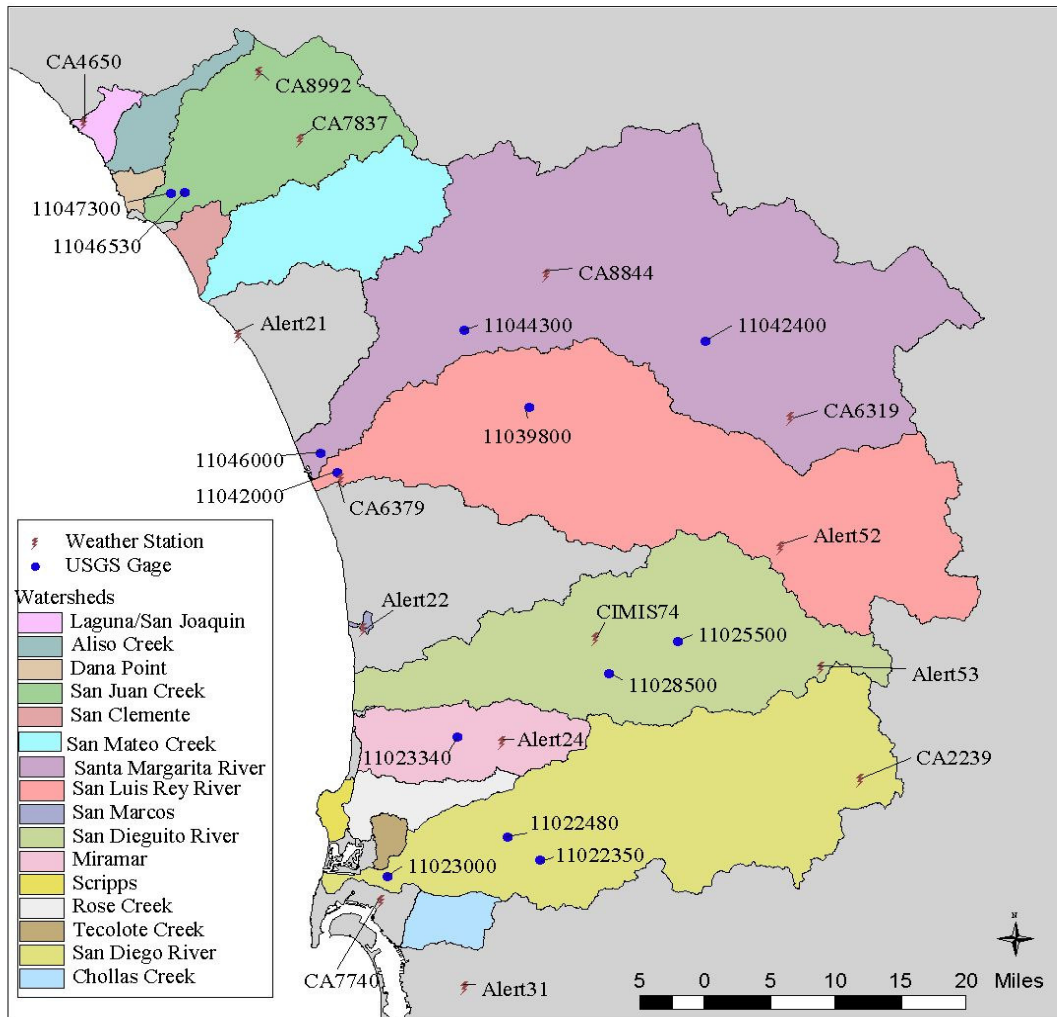 CA4650
CA8992
CA7837
11047300
11046530
CA8844
Alert21
11044300
11042400
CA6319
11039800
11046000
11042000
CA6379
Alert52
Alert22
CIMIS74
11025500
11028500
Alert53
11023340
Alert24
CA2239
11022480
11022350
11023000
CA7740
Alert31
Weather Station
USGS Gage
Watersheds
Laguna/San Joaquin
Aliso Creek
Dana Point
San Juan Creek
San Clemente
San Mateo Creek
Santa Margarita River
San Luis Rey River
San Marcos
San Dieguito River
Miramar
Scripps
Rose Creek
Tecolote Creek
San Diego River
Chollas Creek
N
5 0 5 10 15 20 Miles